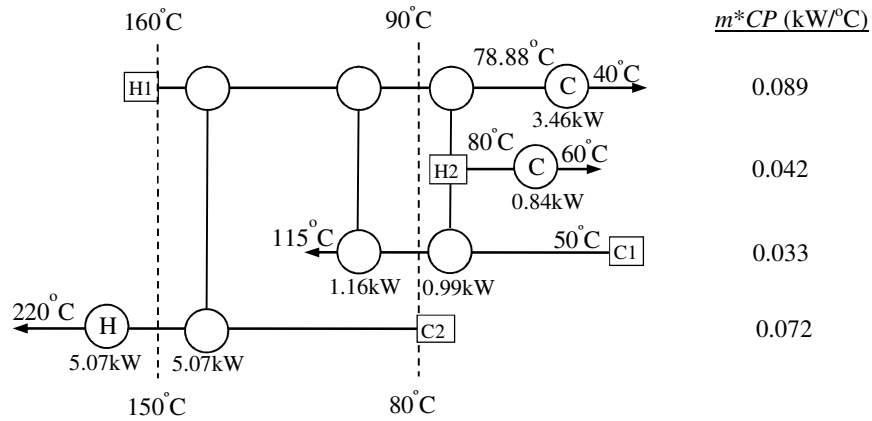 160°C 90°C m*CP (kW/°C)
H1 78.88°C C 40°C 0.089
3.46kW
H2 80°C C 60°C 0.042
0.84kW
115°C 50°C C1 0.033
1.16kW 0.99kW
220°C H C2 0.072
5.07kW 5.07kW
150°C 80°C